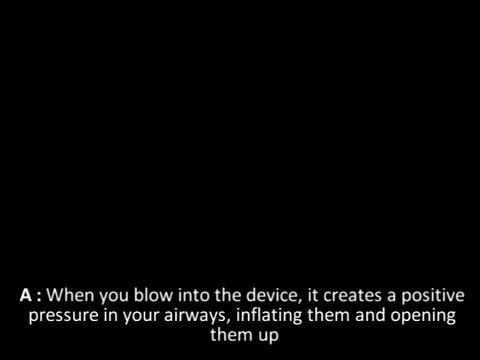 A : When you blow into the device, it creates a positive
pressure in your airways, inflating them and opening
them up